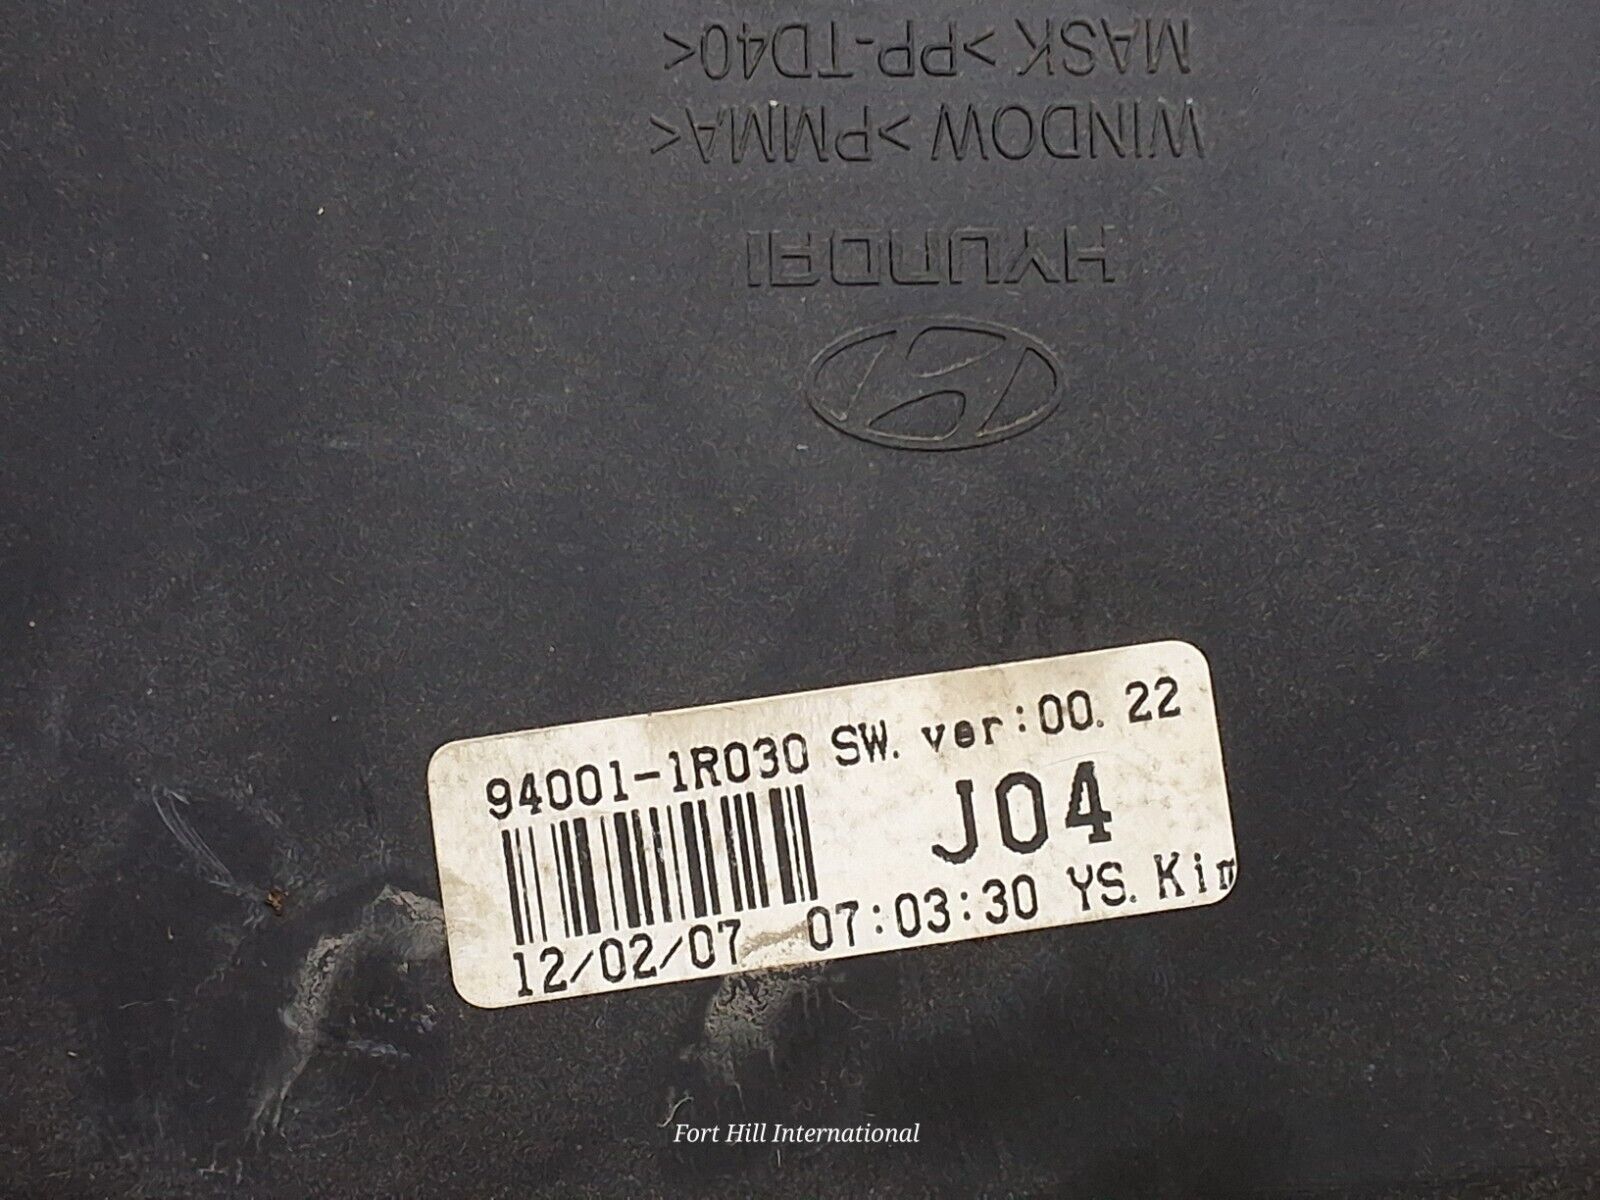 MASK >PP-TD40<
WINDOW >PMMA<
HYUNDAI
94001-1R030 SW. ver:00. 22
J04
12/02/07 07:03:30 YS. Kim
Fort Hill International